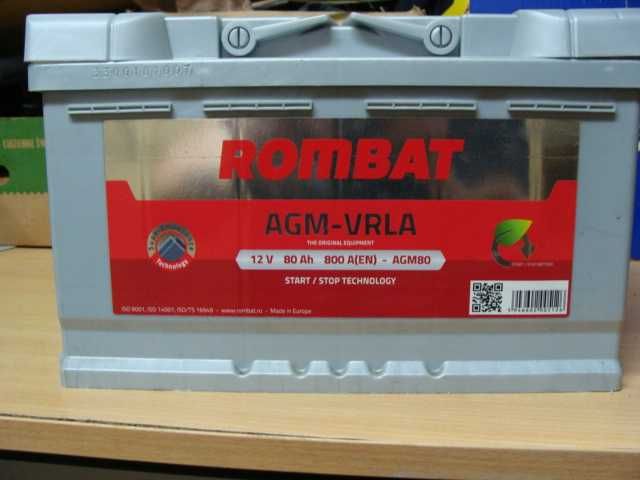 ROMBAT
AGM-VRLA
THE ORIGINAL EQUIPMENT
12 V 80 Ah 800 A(EN) - AGM80
START / STOP TECHNOLOGY
Technology
ISO 9001, ISO 14001, ISO/TS 16949 - www.rombat.ro - Made in Europe